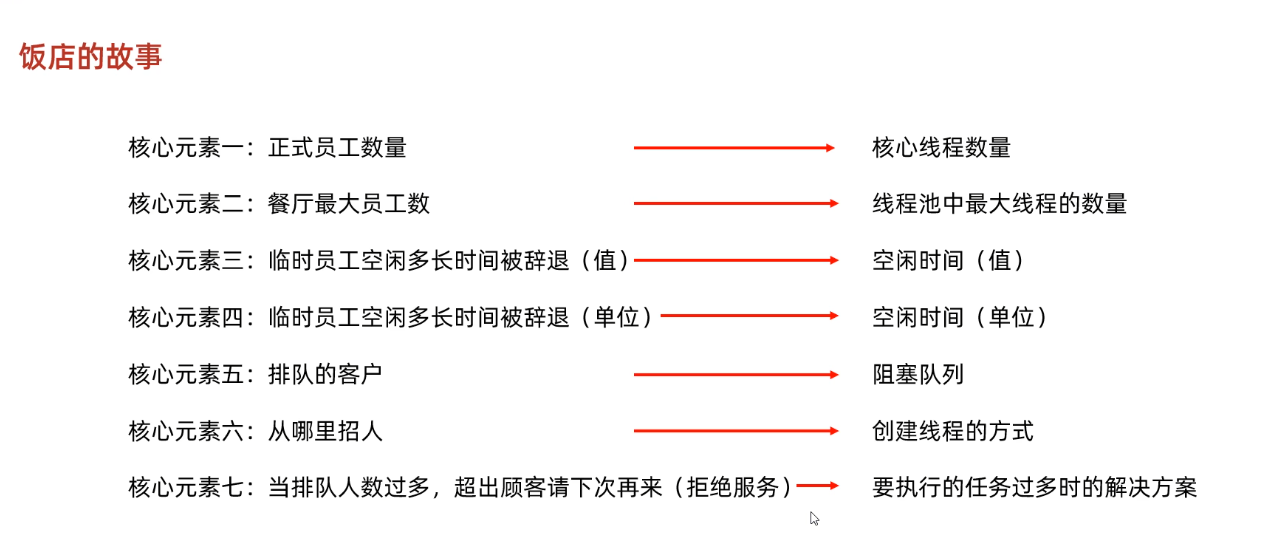 饭店的故事
核心元素一：正式员工数量 核心线程数量
核心元素二：餐厅最大员工数 线程池中最大线程的数量
核心元素三：临时员工空闲多长时间被辞退（值） 空闲时间（值）
核心元素四：临时员工空闲多长时间被辞退（单位） 空闲时间（单位）
核心元素五：排队的客户 阻塞队列
核心元素六：从哪里招人 创建线程的方式
核心元素七：当排队人数过多，超出顾客请下次再来（拒绝服务） 要执行的任务过多时的解决方案